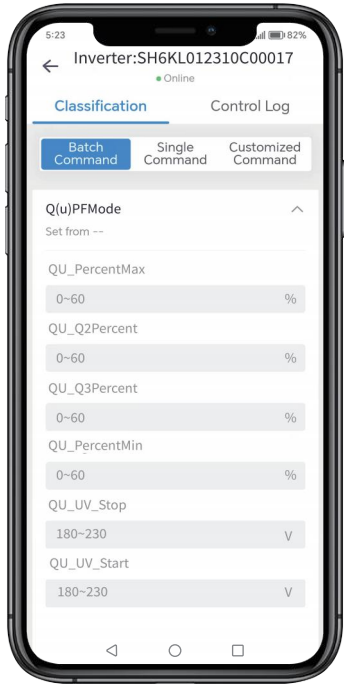 5:23
82%
Inverter:SH6KL012310C00017
Online
Classification Control Log
Batch Command Single Command Customized Command
Q(u)PFMode
Set from --
QU_PercentMax
0~60 %
QU_Q2Percent
0~60 %
QU_Q3Percent
0~60 %
QU_PercentMin
0~60 %
QU_UV_Stop
180~230 V
QU_UV_Start
180~230 V